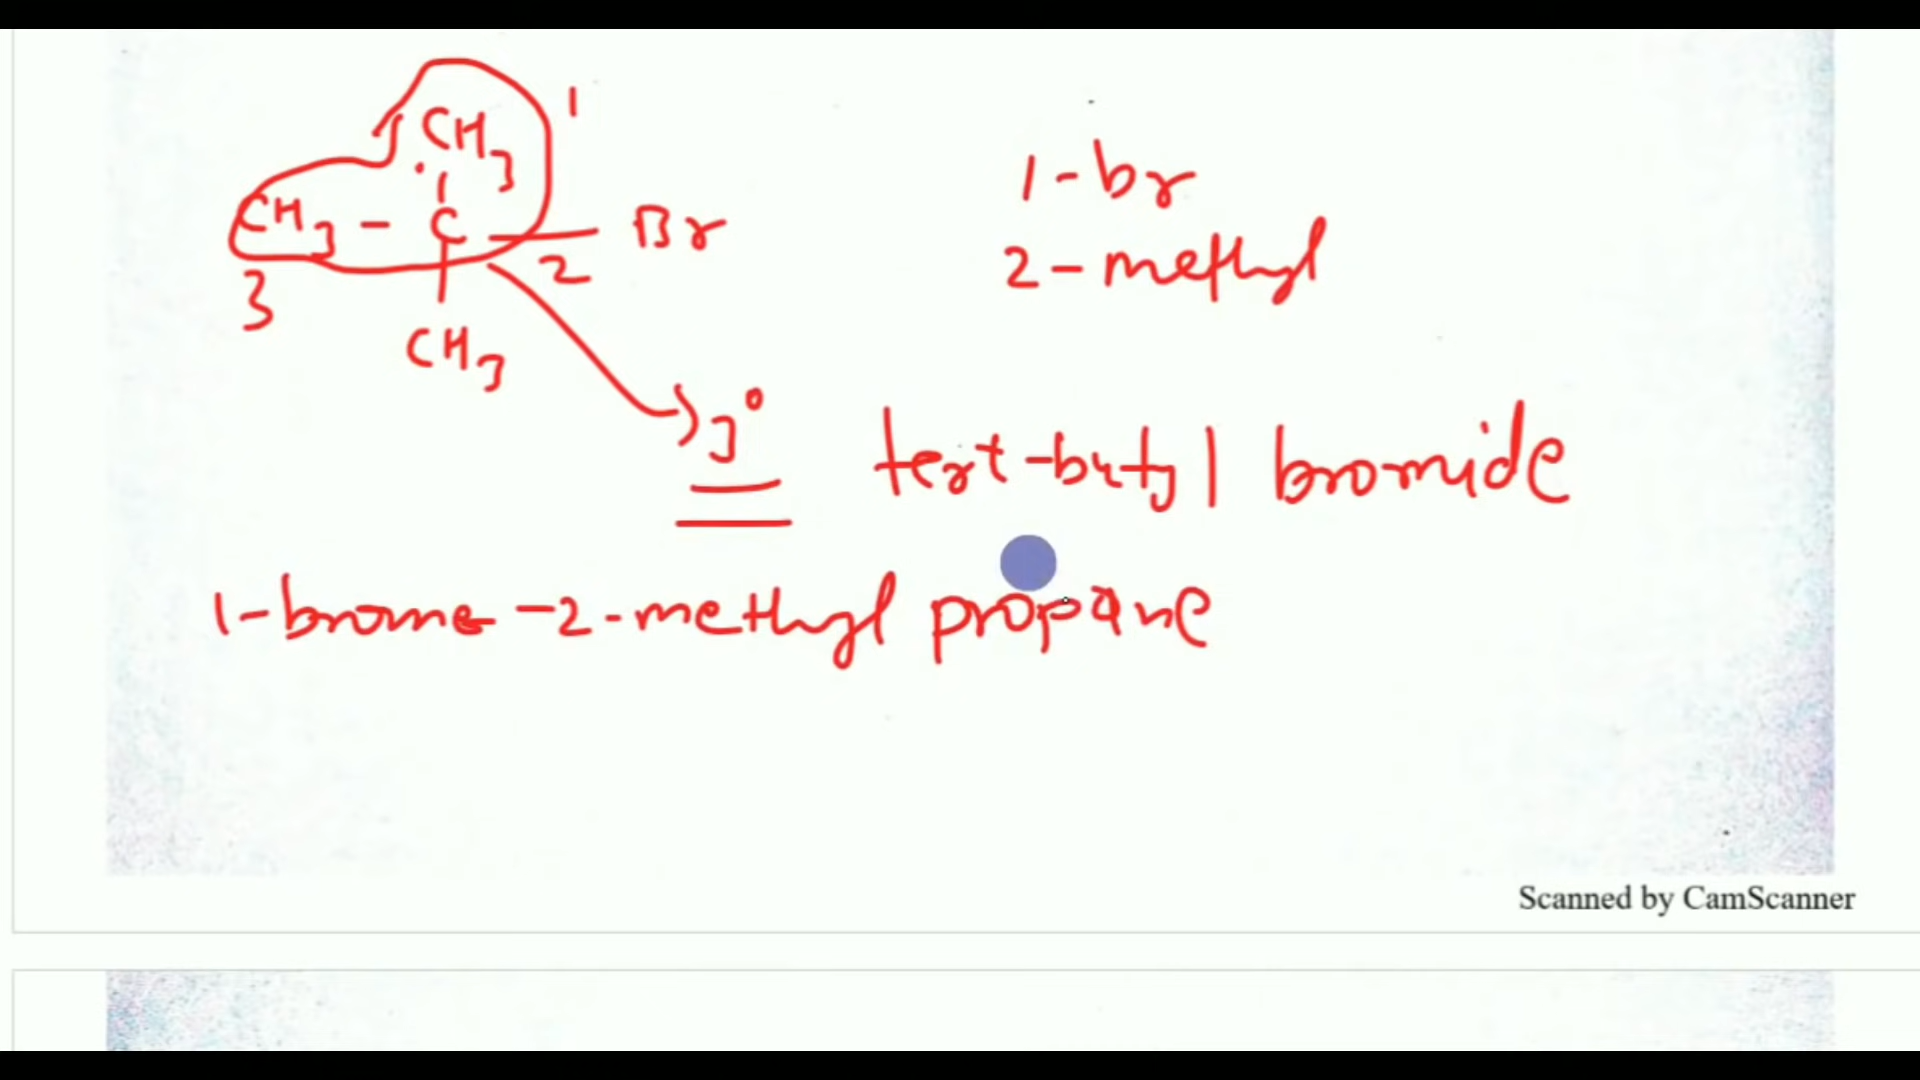 CH3 1
CH3 - C - Br
3 2
CH3
1-br
2-methyl
3° tert-butyl bromide
1-bromo-2-methyl propane
Scanned by CamScanner